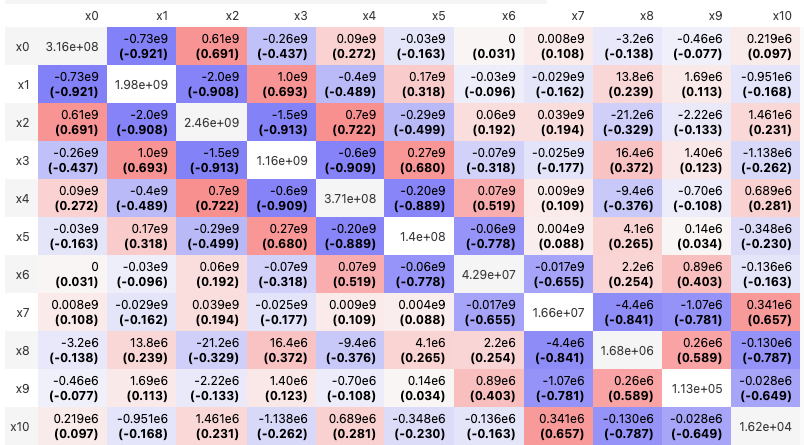 x0 x1 x2 x3 x4 x5 x6 x7 x8 x9 x10
x0 3.16e+08 -0.73e9 0.61e9 -0.26e9 0.09e9 -0.03e9 0 0.008e9 -3.2e6 -0.46e6 0.219e6
(-0.921) (0.691) (-0.437) (0.272) (-0.163) (0.031) (0.108) (-0.138) (-0.077) (0.097)
x1 -0.73e9 1.98e+09 -2.0e9 1.0e9 -0.4e9 0.17e9 -0.03e9 -0.029e9 13.8e6 1.69e6 -0.951e6
(-0.921) (-0.908) (0.693) (-0.489) (0.318) (-0.096) (-0.162) (0.239) (0.113) (-0.168)
x2 0.61e9 -2.0e9 2.46e+09 -1.5e9 0.7e9 -0.29e9 0.06e9 0.039e9 -21.2e6 -2.22e6 1.461e6
(0.691) (-0.908) (-0.913) (0.722) (-0.499) (0.192) (0.194) (-0.329) (-0.133) (0.231)
x3 -0.26e9 1.0e9 -1.5e9 1.16e+09 -0.6e9 0.27e9 -0.07e9 -0.025e9 16.4e6 1.40e6 -1.138e6
(-0.437) (0.693) (-0.913) (-0.909) (0.680) (-0.318) (-0.177) (0.372) (0.123) (-0.262)
x4 0.09e9 -0.4e9 0.7e9 -0.6e9 3.71e+08 -0.20e9 0.07e9 0.009e9 -9.4e6 -0.70e6 0.689e6
(0.272) (-0.489) (0.722) (-0.909) (-0.889) (0.519) (0.109) (-0.376) (-0.108) (0.281)
x5 -0.03e9 0.17e9 -0.29e9 0.27e9 -0.20e9 1.4e+08 -0.06e9 0.004e9 4.1e6 0.14e6 -0.348e6
(-0.163) (0.318) (-0.499) (0.680) (-0.889) (-0.778) (0.088) (0.265) (0.034) (-0.230)
x6 0 -0.03e9 0.06e9 -0.07e9 0.07e9 -0.06e9 4.29e+07 -0.017e9 2.2e6 0.89e6 -0.136e6
(0.031) (-0.096) (0.192) (-0.318) (0.519) (-0.778) (-0.655) (0.254) (0.403) (-0.163)
x7 0.008e9 -0.029e9 0.039e9 -0.025e9 0.009e9 0.004e9 -0.017e9 1.66e+07 -4.4e6 -1.07e6 0.341e6
(0.108) (-0.162) (0.194) (-0.177) (0.109) (0.088) (-0.655) (-0.841) (-0.781) (0.657)
x8 -3.2e6 13.8e6 -21.2e6 16.4e6 -9.4e6 4.1e6 2.2e6 -4.4e6 1.68e+06 0.26e6 -0.130e6
(-0.138) (0.239) (-0.329) (0.372) (-0.376) (0.265) (0.254) (-0.841) (0.589) (-0.787)
x9 -0.46e6 1.69e6 -2.22e6 1.40e6 -0.70e6 0.14e6 0.89e6 -1.07e6 0.26e6 1.13e+05 -0.028e6
(-0.077) (0.113) (-0.133) (0.123) (-0.108) (0.034) (0.403) (-0.781) (0.589) (-0.649)
x10 0.219e6 -0.951e6 1.461e6 -1.138e6 0.689e6 -0.348e6 -0.136e6 0.341e6 -0.130e6 -0.028e6 1.62e+04
(0.097) (-0.168) (0.231) (-0.262) (0.281) (-0.230) (-0.163) (0.657) (-0.787) (-0.649)